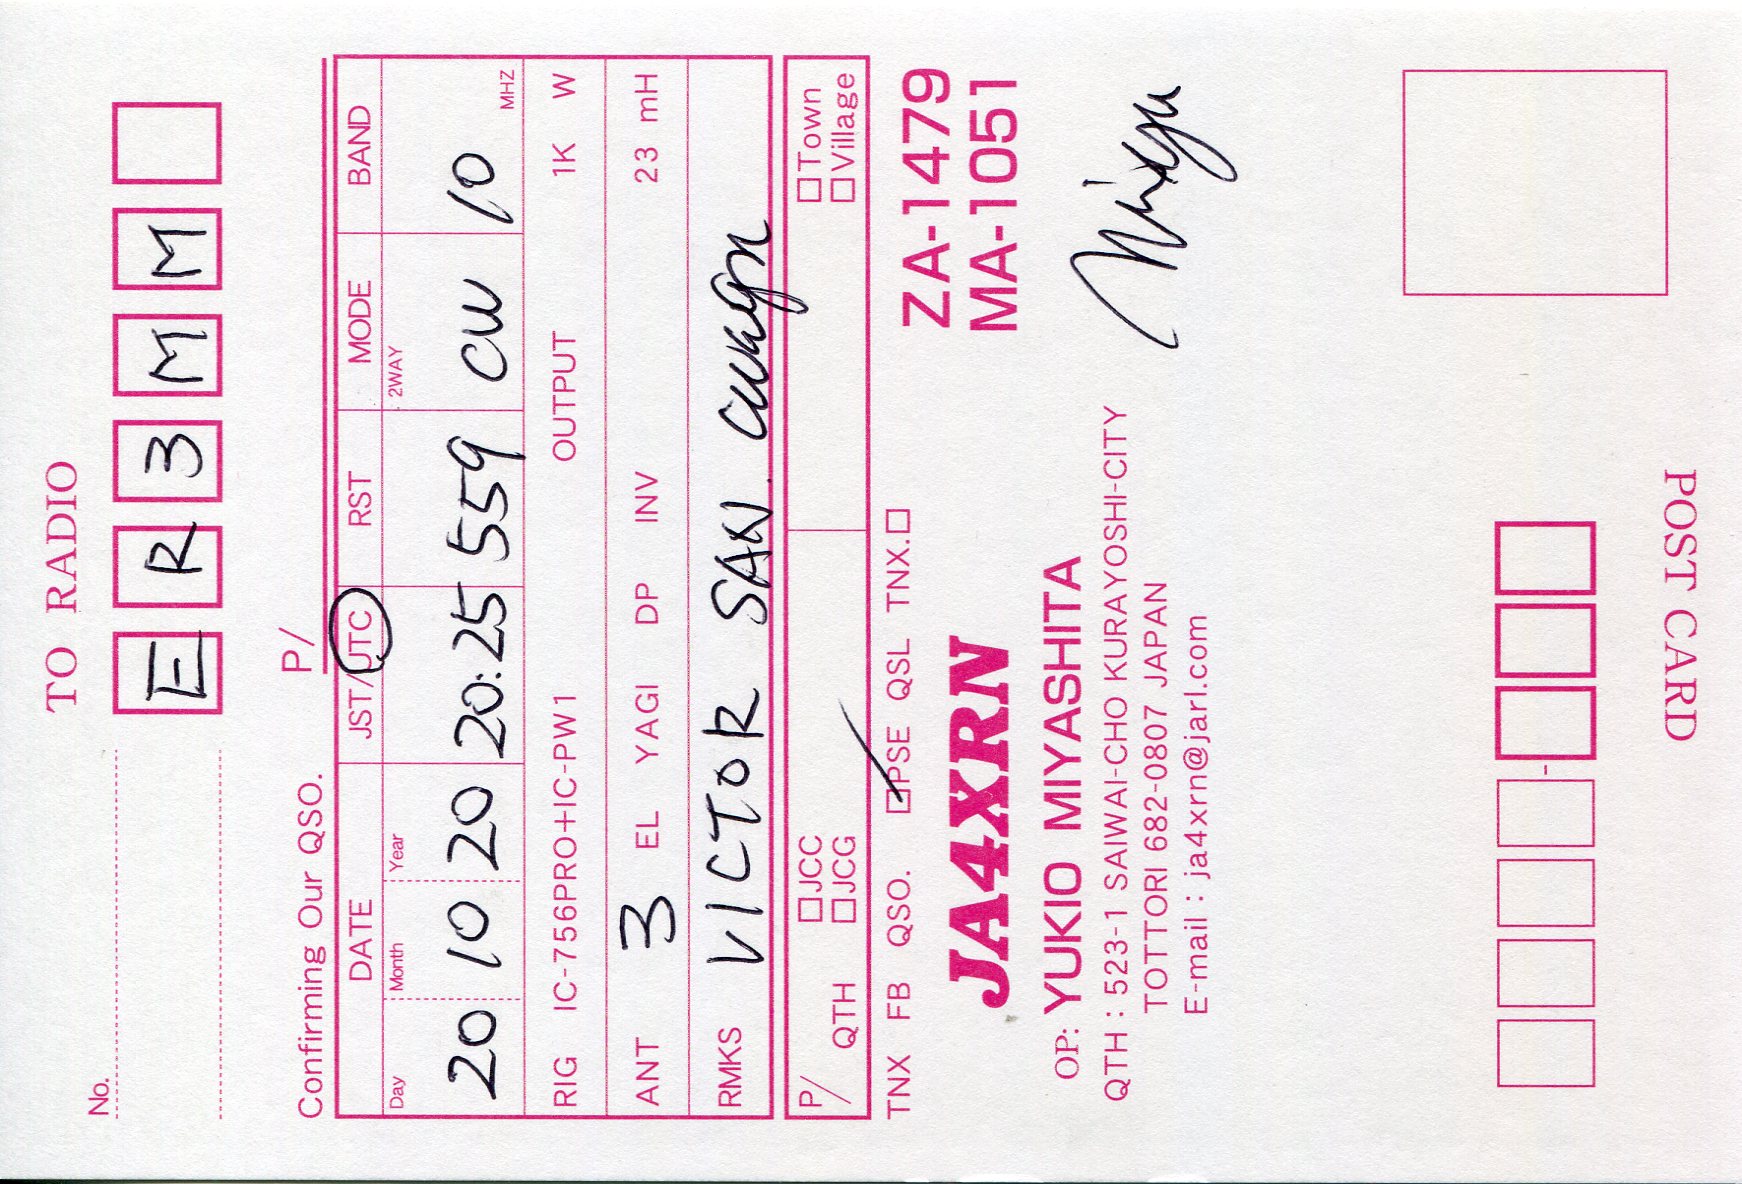 No.
TO RADIO
E R 3 M M
Confirming Our QSO. P/
DATE JST/UTC RST MODE BAND
Day Month Year 2WAY MHZ
20 10 20 20:25 559 CW 10
RIG IC-756PRO+IC-PW1 OUTPUT 1K W
ANT 3 EL YAGI DP INV 23 mH
RMKS VICTOR SAN
P/ QTH □JCC □JCG □Town □Village
TNX FB QSO. □PSE QSL TNX.□
JA4XRN
ZA-1479
MA-1051
OP: YUKIO MIYASHITA
QTH : 523-1 SAIWAI-CHO KURAYOSHI-CITY
TOTTORI 682-0807 JAPAN
E-mail : ja4xrn@jarl.com
POST CARD